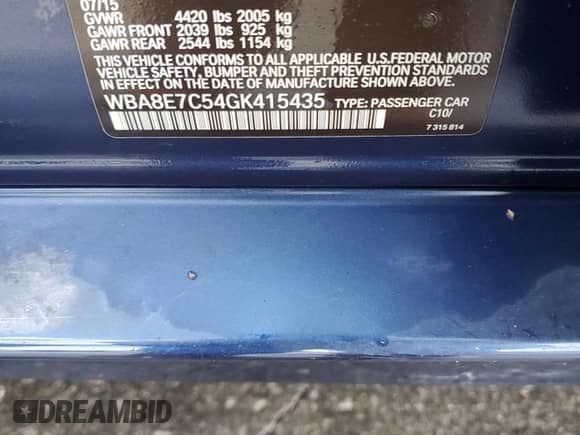 07/15
GVWR 4420 lbs 2005 kg
GAWR FRONT 2039 lbs 925 kg
GAWR REAR 2544 lbs 1154 kg
THIS VEHICLE CONFORMS TO ALL APPLICABLE U.S.FEDERAL MOTOR
VEHICLE SAFETY, BUMPER, AND THEFT PREVENTION STANDARDS
IN EFFECT ON THE DATE OF MANUFACTURE SHOWN ABOVE.
WBA8E7C54GK415435 TYPE: PASSENGER CAR
C10/
7 315 814
DREAMBID